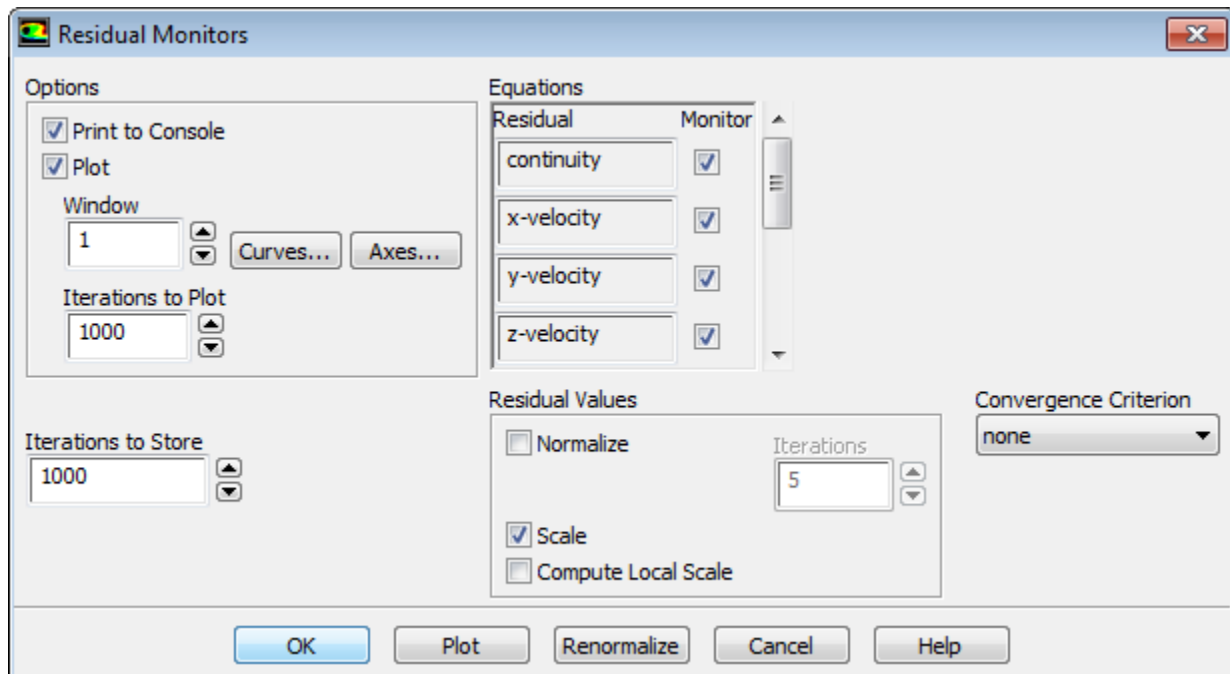 Residual Monitors
Options
Print to Console
Plot
Window
1
Curves...
Axes...
Iterations to Plot
1000
Iterations to Store
1000
Equations
Residual Monitor
continuity
x-velocity
y-velocity
z-velocity
Residual Values
Normalize
Iterations
5
Scale
Compute Local Scale
Convergence Criterion
none
OK
Plot
Renormalize
Cancel
Help